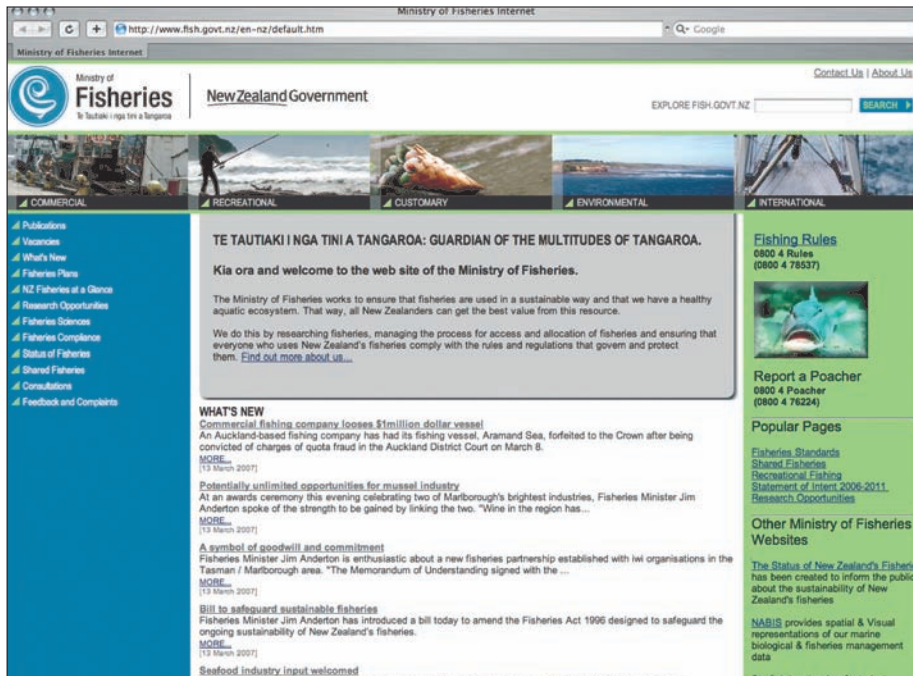 Ministry of Fisheries Internet
http://www.fish.govt.nz/en-nz/default.htm
Google
Ministry of Fisheries Internet
Contact Us | About Us
Ministry of
Fisheries
Te Tautiaki i nga tini a Tangaroa
New Zealand Government
EXPLORE FISH.GOVT.NZ
SEARCH
COMMERCIAL
RECREATIONAL
CUSTOMARY
ENVIRONMENTAL
INTERNATIONAL
Publications
Vacancies
What's New
Fisheries Plans
NZ Fisheries at a Glance
Research Opportunities
Fisheries Sciences
Fisheries Compliance
Status of Fisheries
Shared Fisheries
Consultations
Feedback and Complaints
TE TAUTIAKI I NGA TINI A TANGAROA: GUARDIAN OF THE MULTITUDES OF TANGAROA.
Kia ora and welcome to the web site of the Ministry of Fisheries.
The Ministry of Fisheries works to ensure that fisheries are used in a sustainable way and that we have a healthy
aquatic ecosystem. That way, all New Zealanders can get the best value from this resource.
We do this by researching fisheries, managing the process for access and allocation of fisheries and ensuring that
everyone who uses New Zealand's fisheries comply with the rules and regulations that govern and protect
them. Find out more about us...
WHAT'S NEW
Commercial fishing company looses $1million dollar vessel
An Auckland-based fishing company has had its fishing vessel, Aramand Sea, forfeited to the Crown after being
convicted of charges of quota fraud in the Auckland District Court on March 8.
MORE...
[13 March 2007]
Potentially unlimited opportunities for mussel industry
At an awards ceremony this evening celebrating two of Marlborough's brightest industries, Fisheries Minister Jim
Anderton spoke of the strength to be gained by linking the two. "Wine in the region has...
MORE...
[13 March 2007]
A symbol of goodwill and commitment
Fisheries Minister Jim Anderton is enthusiastic about a new fisheries partnership established with iwi organisations in the
Tasman / Marlborough area. "The Memorandum of Understanding signed with the ...
MORE...
[13 March 2007]
Bill to safeguard sustainable fisheries
Fisheries Minister Jim Anderton has introduced a bill today to amend the Fisheries Act 1996 designed to safeguard the
ongoing sustainability of New Zealand's fisheries.
MORE...
[13 March 2007]
Seafood industry input welcomed
Fishing Rules
0800 4 Rules
(0800 4 78537)
Report a Poacher
0800 4 Poacher
(0800 4 76224)
Popular Pages
Fisheries Standards
Shared Fisheries
Recreational Fishing
Statement of Intent 2006-2011
Research Opportunities
Other Ministry of Fisheries
Websites
The Status of New Zealand's Fisheries
has been created to inform the public
about the sustainability of New
Zealand's fisheries
NABIS provides spatial & Visual
representations of our marine
biological & fisheries management
data